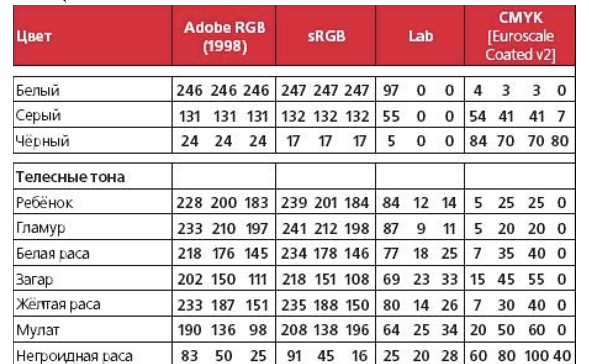 Цвет Adobe RGB (1998) sRGB Lab CMYK [Euroscale Coated v2]
Белый 246 246 246 247 247 247 97 0 0 4 3 3 0
Серый 131 131 131 132 132 132 55 0 0 54 41 41 7
Чёрный 24 24 24 17 17 17 5 0 0 84 70 70 80
Телесные тона
Ребёнок 228 200 183 239 201 184 84 12 14 5 25 25 0
Гламур 233 210 197 241 212 198 87 9 11 5 20 20 0
Белая раса 218 176 145 234 178 146 77 18 25 7 35 40 0
Загар 202 150 111 218 151 108 69 23 33 15 45 55 0
Жёлтая раса 233 187 151 235 188 150 80 14 26 7 30 40 0
Мулат 190 136 98 208 138 196 64 25 34 20 50 60 0
Негроидная раса 83 50 25 91 45 16 25 20 28 60 80 100 40